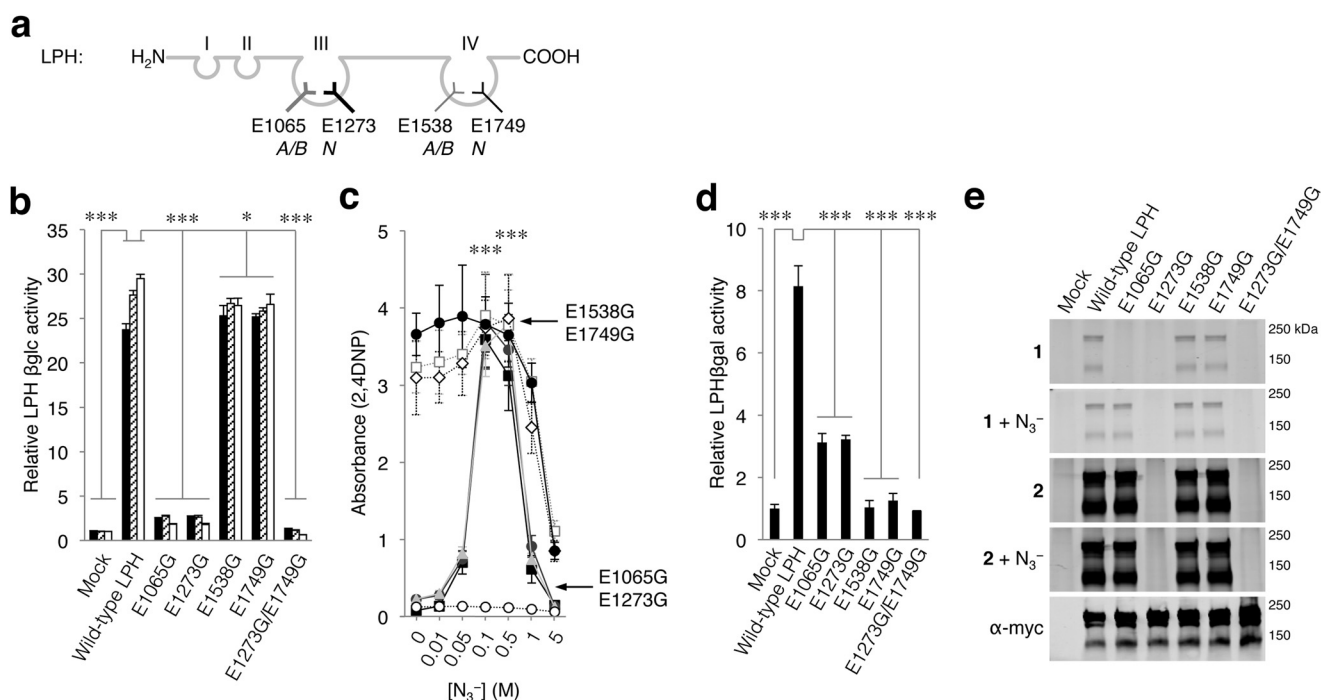 a
LPH:
H₂N
I
II
III
IV
COOH
E1065
E1273
E1538
E1749
A/B
N
A/B
N
b
*** *** * ***
Relative LPH βglc activity
35
30
25
20
15
10
5
0
Mock
Wild-type LPH
E1065G
E1273G
E1538G
E1749G
E1273G/E1749G
c
***
***
Absorbance (2,4DNP)
5
4
3
2
1
0
E1538G
E1749G
E1065G
E1273G
0
0.01
0.05
0.1
0.5
1
5
[N₃⁻] (M)
d
*** *** *** ***
Relative LPHβgal activity
10
8
6
4
2
0
Mock
Wild-type LPH
E1065G
E1273G
E1538G
E1749G
E1273G/E1749G
e
Mock
Wild-type LPH
E1065G
E1273G
E1538G
E1749G
E1273G/E1749G
1
250 kDa
150
1 + N₃⁻
250
150
2
250
150
2 + N₃⁻
250
150
α-myc
250
150